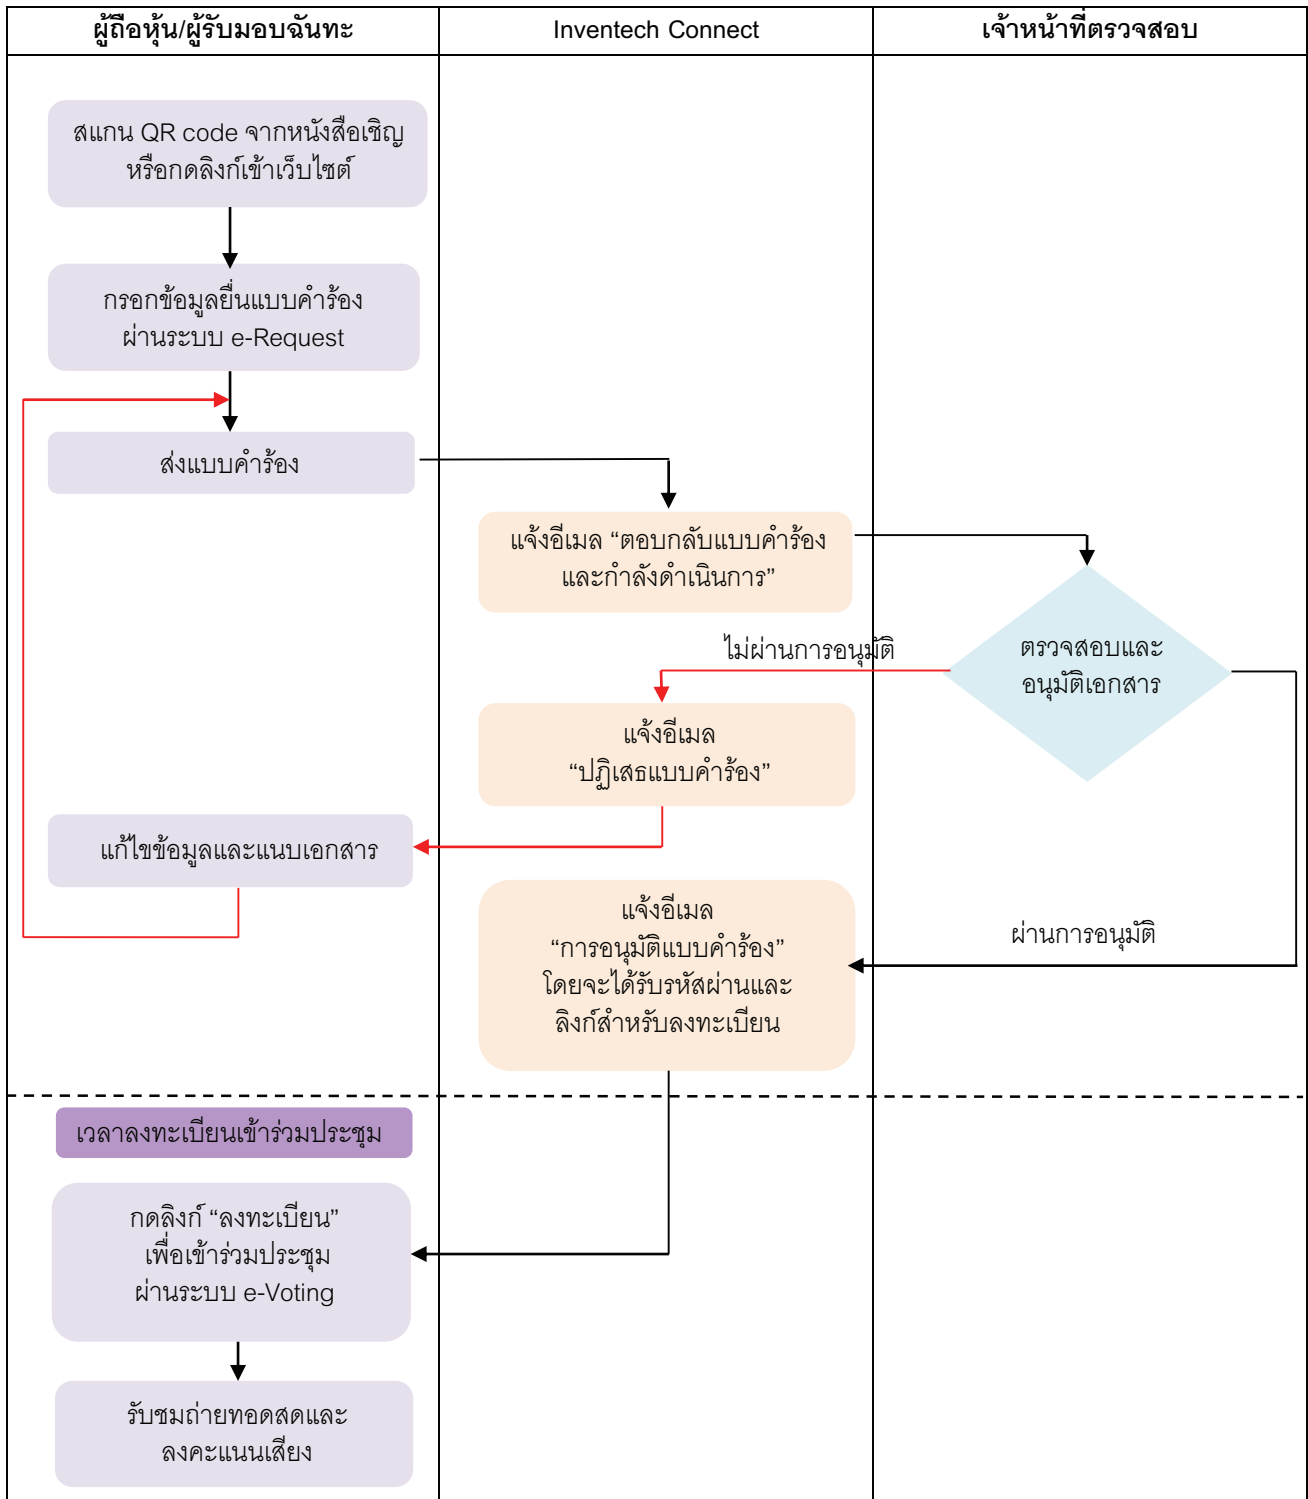 ผู้ถือหุ้น/ผู้รับมอบฉันทะ
Inventech Connect
เจ้าหน้าที่ตรวจสอบ
สแกน QR code จากหนังสือเชิญ
หรือกดลิงก์เข้าเว็บไซต์
กรอกข้อมูลยื่นแบบคำร้อง
ผ่านระบบ e-Request
ส่งแบบคำร้อง
แจ้งอีเมล “ตอบกลับแบบคำร้อง
และกำลังดำเนินการ”
ตรวจสอบและ
อนุมัติเอกสาร
ไม่ผ่านการอนุมัติ
แจ้งอีเมล
“ปฏิเสธแบบคำร้อง”
แก้ไขข้อมูลและแนบเอกสาร
แจ้งอีเมล
“การอนุมัติแบบคำร้อง”
โดยจะได้รับรหัสผ่านและ
ลิงก์สำหรับลงทะเบียน
ผ่านการอนุมัติ
เวลาลงทะเบียนเข้าร่วมประชุม
กดลิงก์ “ลงทะเบียน”
เพื่อเข้าร่วมประชุม
ผ่านระบบ e-Voting
รับชมถ่ายทอดสดและ
ลงคะแนนเสียง